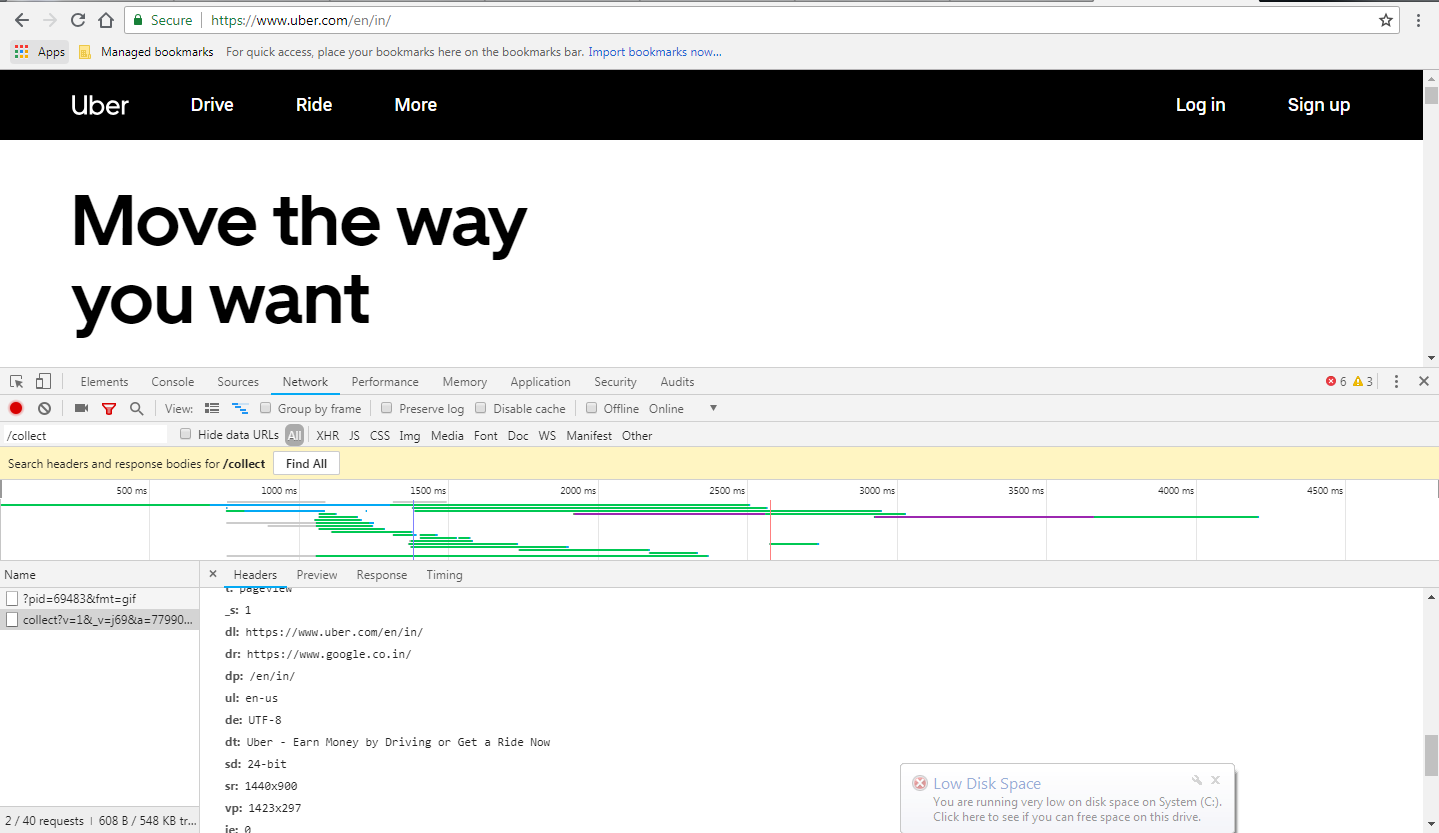 Secure https://www.uber.com/en/in/
Apps Managed bookmarks For quick access, place your bookmarks here on the bookmarks bar. Import bookmarks now...
Uber Drive Ride More Log in Sign up
Move the way
you want
Elements Console Sources Network Performance Memory Application Security Audits 6 3
View: Group by frame Preserve log Disable cache Offline Online
/collect Hide data URLs All XHR JS CSS Img Media Font Doc WS Manifest Other
Search headers and response bodies for /collect Find All
500 ms 1000 ms 1500 ms 2000 ms 2500 ms 3000 ms 3500 ms 4000 ms 4500 ms
Name Headers Preview Response Timing
?pid=69483&fmt=gif
collect?v=1&_v=j69&a=77990...
t: pageview
_s: 1
dl: https://www.uber.com/en/in/
dr: https://www.google.co.in/
dp: /en/in/
ul: en-us
de: UTF-8
dt: Uber - Earn Money by Driving or Get a Ride Now
sd: 24-bit
sr: 1440x900
vp: 1423x297
je: 0
2 / 40 requests | 608 B / 548 KB tr...
Low Disk Space
You are running very low on disk space on System (C:).
Click here to see if you can free space on this drive.